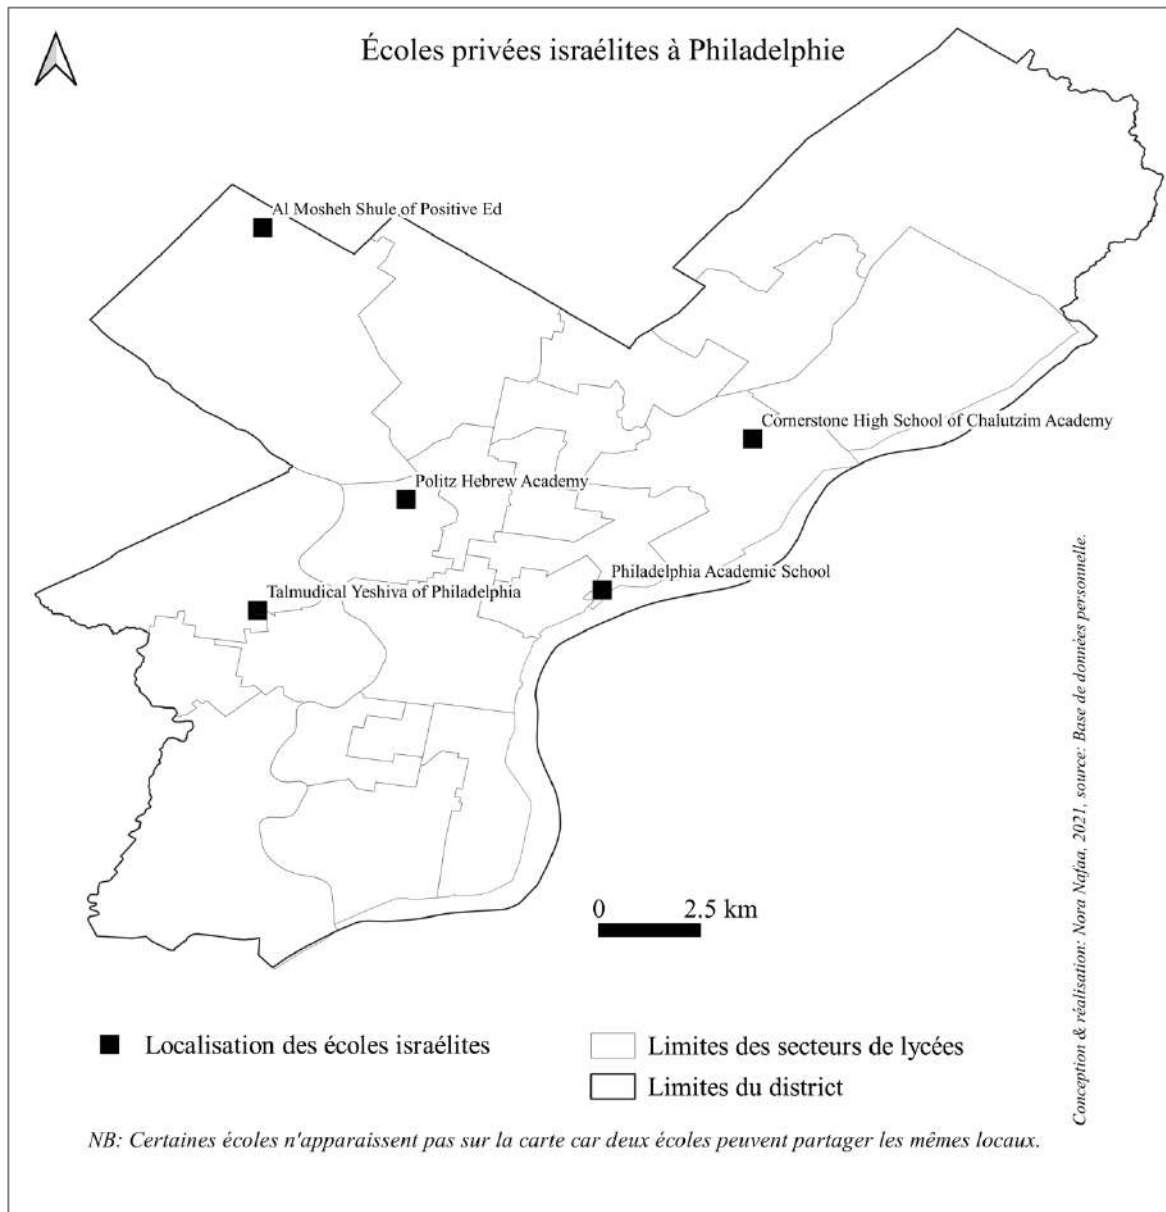 Écoles privées israélites à Philadelphie
Al Mosheh Shule of Positive Ed
Cornerstone High School of Chalutzim Academy
Politz Hebrew Academy
Philadelphia Academic School
Talmudical Yeshiva of Philadelphia
0 2.5 km
Conception & réalisation: Nora Nafaa, 2021, source: Base de données personnelle.
Localisation des écoles israélites
Limites des secteurs de lycées
Limites du district
NB: Certaines écoles n'apparaissent pas sur la carte car deux écoles peuvent partager les mêmes locaux.